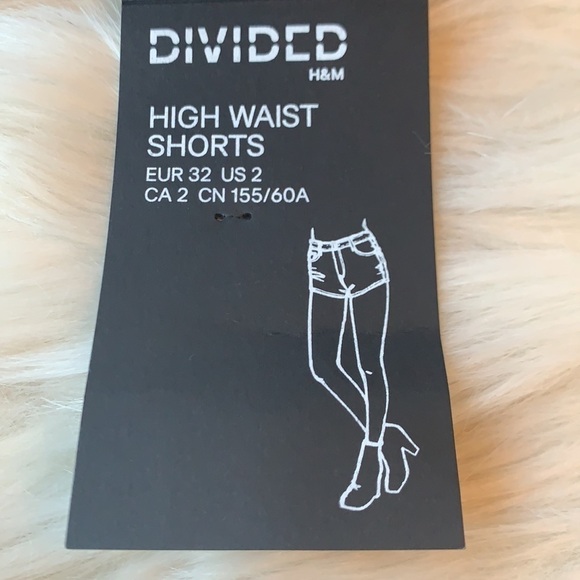 DIVIDED
H&M
HIGH WAIST
SHORTS
EUR 32 US 2
CA 2 CN 155/60A